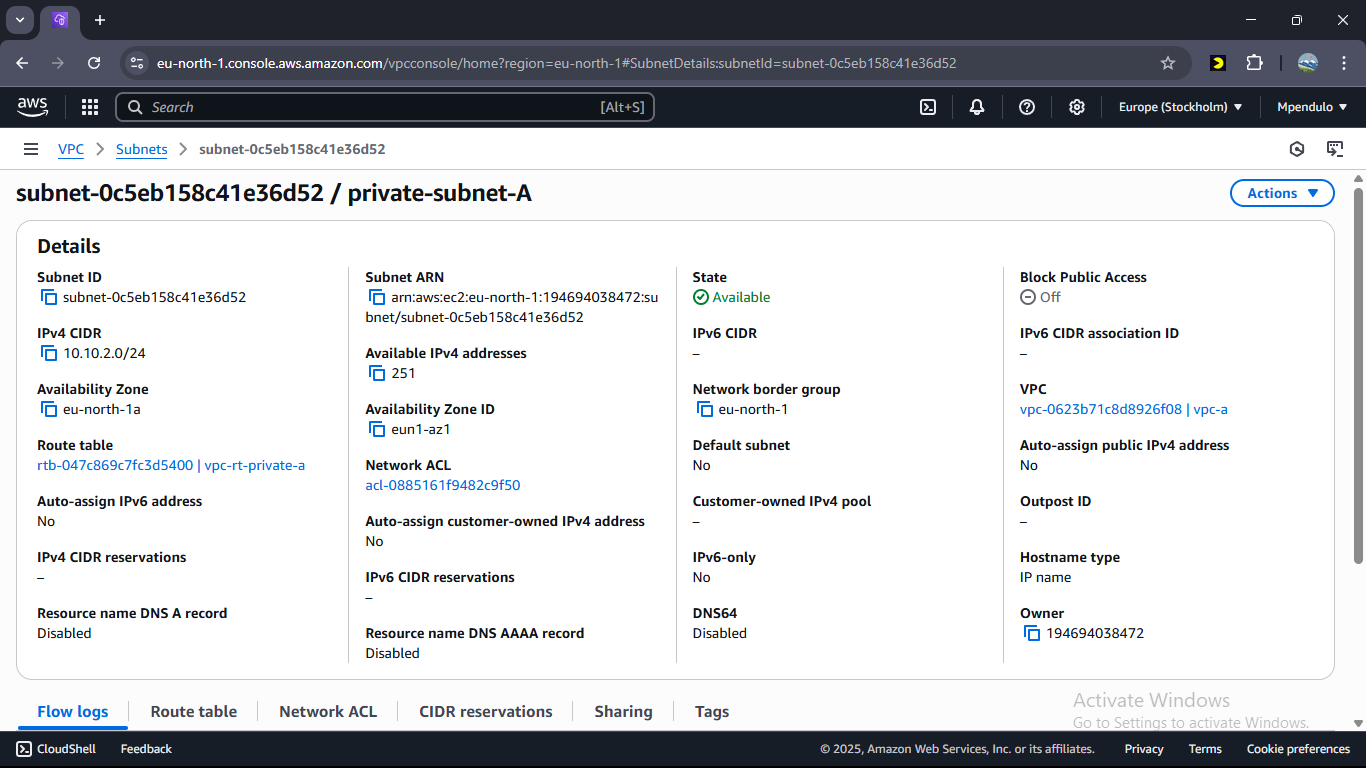 eu-north-1.console.aws.amazon.com/vpcconsole/home?region=eu-north-1#SubnetDetails:subnetId=subnet-0c5eb158c41e36d52
aws
Search
[Alt+S]
Europe (Stockholm)
Mpendulo
VPC
Subnets
subnet-0c5eb158c41e36d52
subnet-0c5eb158c41e36d52 / private-subnet-A
Actions
Details
Subnet ID
subnet-0c5eb158c41e36d52
IPv4 CIDR
10.10.2.0/24
Availability Zone
eu-north-1a
Route table
rtb-047c869c7fc3d5400 | vpc-rt-private-a
Auto-assign IPv6 address
No
IPv4 CIDR reservations
–
Resource name DNS A record
Disabled
Subnet ARN
arn:aws:ec2:eu-north-1:194694038472:su
bnet/subnet-0c5eb158c41e36d52
Available IPv4 addresses
251
Availability Zone ID
eun1-az1
Network ACL
acl-0885161f9482c9f50
Auto-assign customer-owned IPv4 address
No
IPv6 CIDR reservations
–
Resource name DNS AAAA record
Disabled
State
Available
IPv6 CIDR
–
Network border group
eu-north-1
Default subnet
No
Customer-owned IPv4 pool
–
IPv6-only
No
DNS64
Disabled
Block Public Access
Off
IPv6 CIDR association ID
–
VPC
vpc-0623b71c8d8926f08 | vpc-a
Auto-assign public IPv4 address
No
Outpost ID
–
Hostname type
IP name
Owner
194694038472
Flow logs
Route table
Network ACL
CIDR reservations
Sharing
Tags
Activate Windows
Go to Settings to activate Windows.
CloudShell
Feedback
© 2025, Amazon Web Services, Inc. or its affiliates.
Privacy
Terms
Cookie preferences